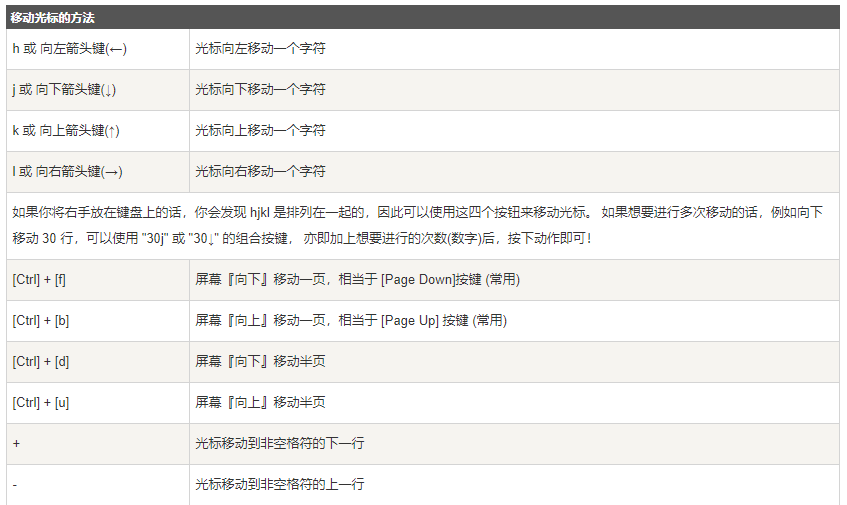 移动光标的方法
h 或 向左箭头键(←) 光标向左移动一个字符
j 或 向下箭头键(↓) 光标向下移动一个字符
k 或 向上箭头键(↑) 光标向上移动一个字符
l 或 向右箭头键(→) 光标向右移动一个字符
如果你将右手放在键盘上的话，你会发现 hjkl 是排列在一起的，因此可以使用这四个按钮来移动光标。 如果想要进行多次移动的话，例如向下
移动 30 行，可以使用 "30j" 或 "30↓" 的组合按键， 亦即加上想要进行的次数(数字)后，按下动作即可！
[Ctrl] + [f] 屏幕『向下』移动一页，相当于 [Page Down]按键 (常用)
[Ctrl] + [b] 屏幕『向上』移动一页，相当于 [Page Up] 按键 (常用)
[Ctrl] + [d] 屏幕『向下』移动半页
[Ctrl] + [u] 屏幕『向上』移动半页
+ 光标移动到非空格符的下一行
- 光标移动到非空格符的上一行